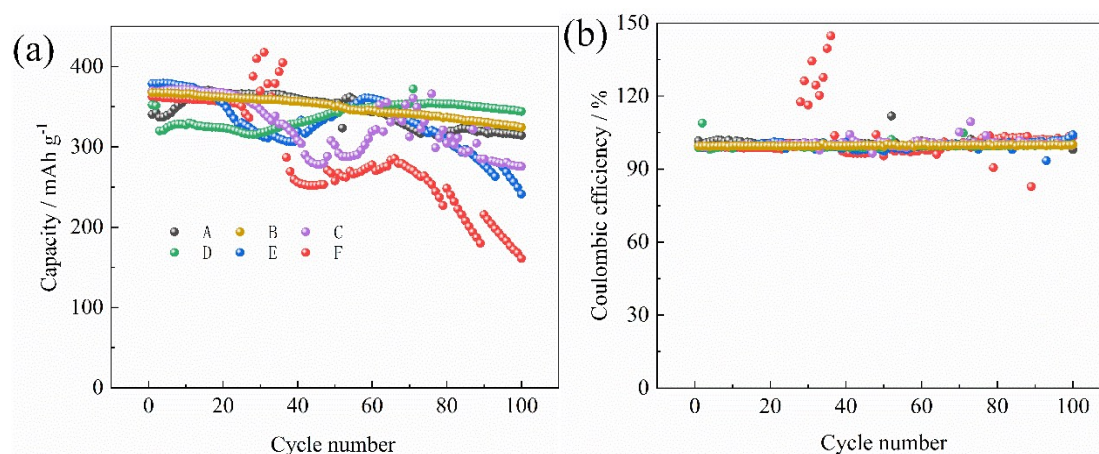 (a)
Capacity / mAh g⁻¹
400
300
200
100
0
A B C
D E F
0 20 40 60 80 100
Cycle number
(b)
Coulombic efficiency / %
150
120
90
60
30
0
0 20 40 60 80 100
Cycle number